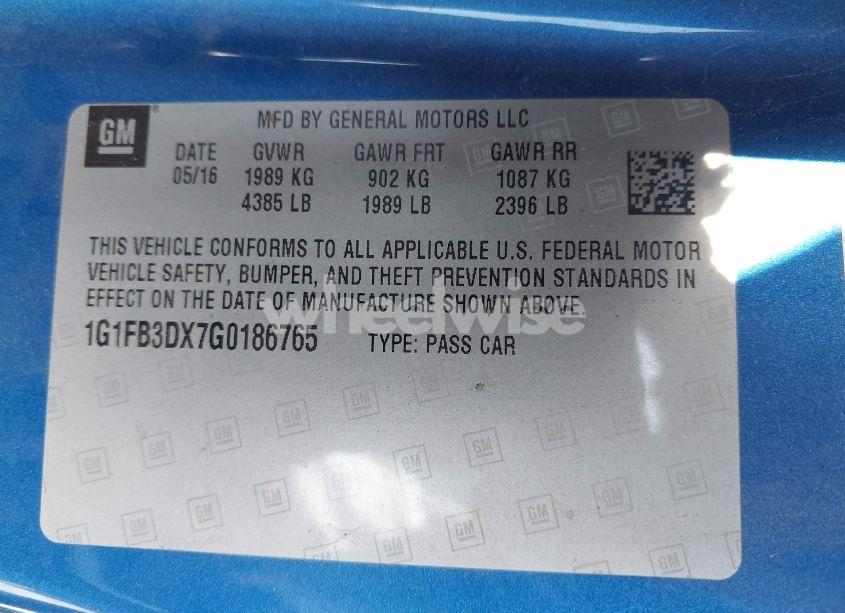 GM ® MFD BY GENERAL MOTORS LLC
DATE GVWR GAWR FRT GAWR RR
05/16 1989 KG 902 KG 1087 KG
4385 LB 1989 LB 2396 LB
THIS VEHICLE CONFORMS TO ALL APPLICABLE U.S. FEDERAL MOTOR
VEHICLE SAFETY, BUMPER, AND THEFT PREVENTION STANDARDS IN
EFFECT ON THE DATE OF MANUFACTURE SHOWN ABOVE.
wheelwise
1G1FB3DX7G0186765 TYPE: PASS CAR